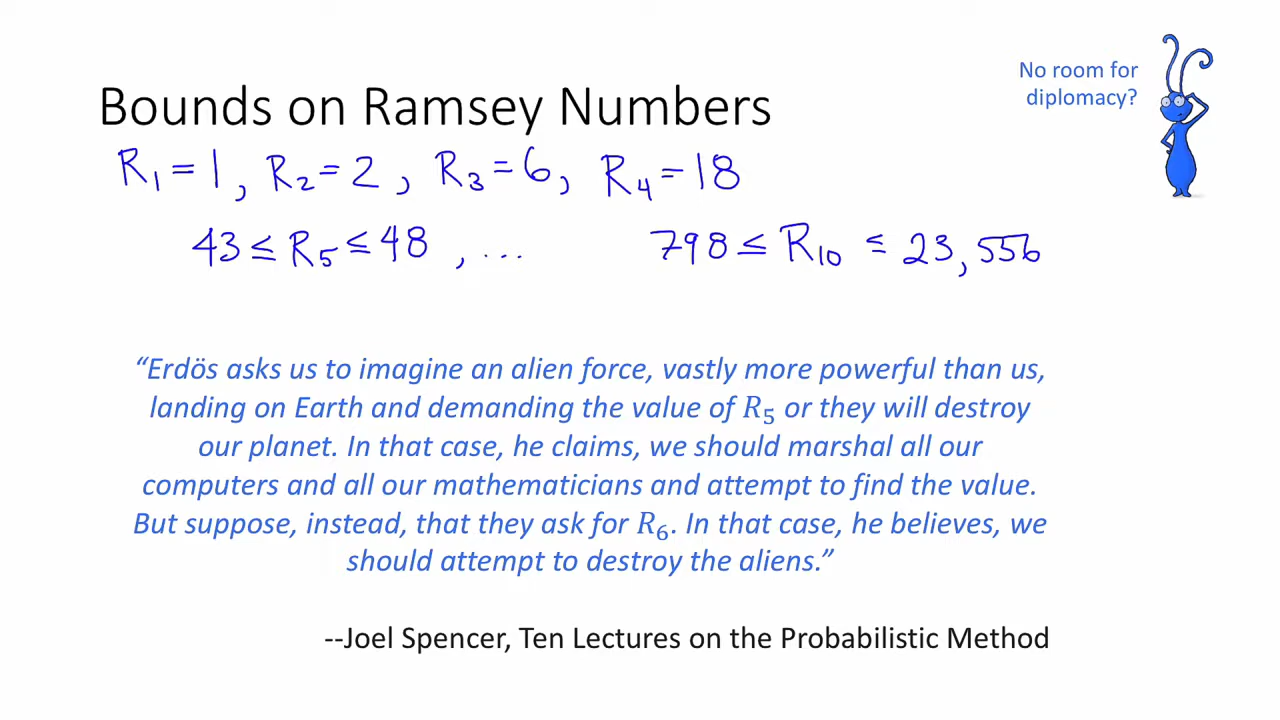 No room for
diplomacy?
Bounds on Ramsey Numbers
R₁ = 1, R₂ = 2, R₃ = 6, R₄ = 18
43 ≤ R₅ ≤ 48, ... 798 ≤ R₁₀ ≤ 23,556
“Erdös asks us to imagine an alien force, vastly more powerful than us,
landing on Earth and demanding the value of R₅ or they will destroy
our planet. In that case, he claims, we should marshal all our
computers and all our mathematicians and attempt to find the value.
But suppose, instead, that they ask for R₆. In that case, he believes, we
should attempt to destroy the aliens.”
--Joel Spencer, Ten Lectures on the Probabilistic Method